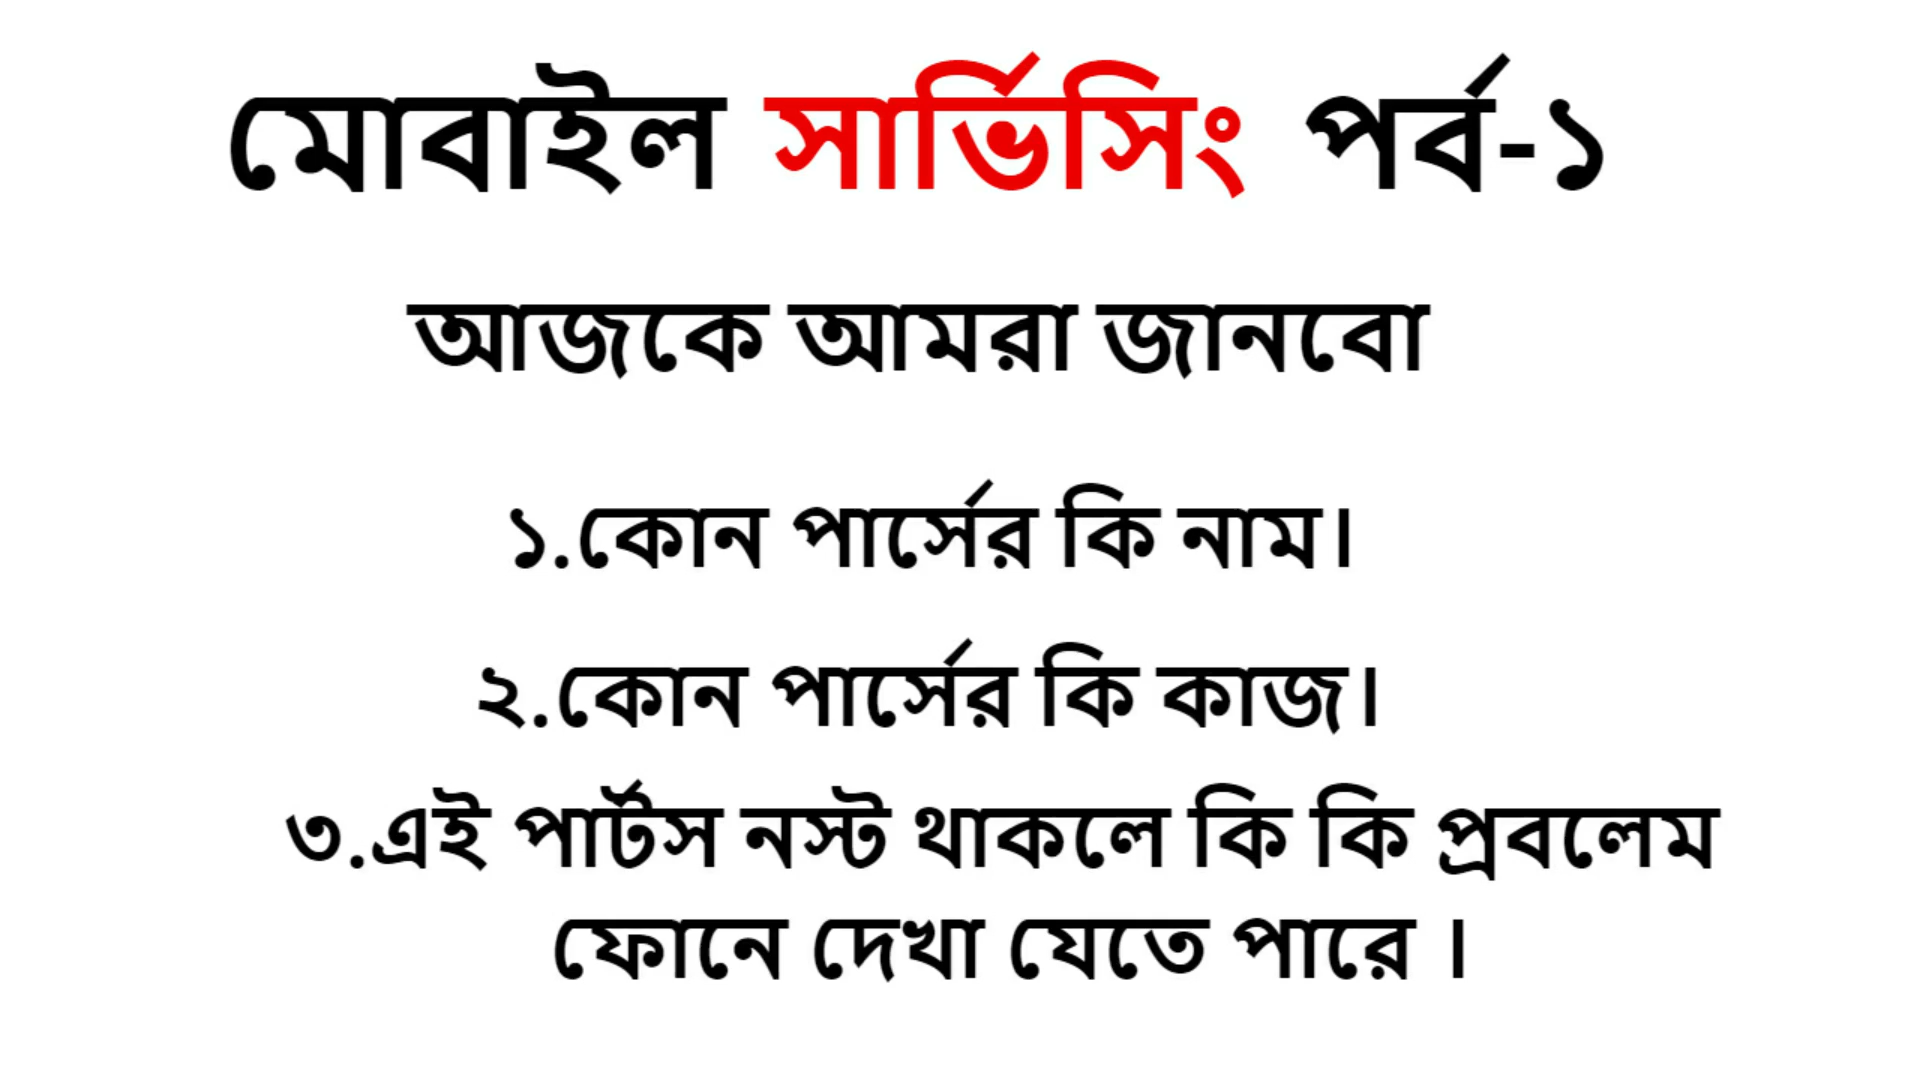 মোবাইল সার্ভিসিং পর্ব-১
আজকে আমরা জানবো
১.কোন পার্সের কি নাম।
২.কোন পার্সের কি কাজ।
৩.এই পার্টস নস্ট থাকলে কি কি প্রবলেম
ফোনে দেখা যেতে পারে ।